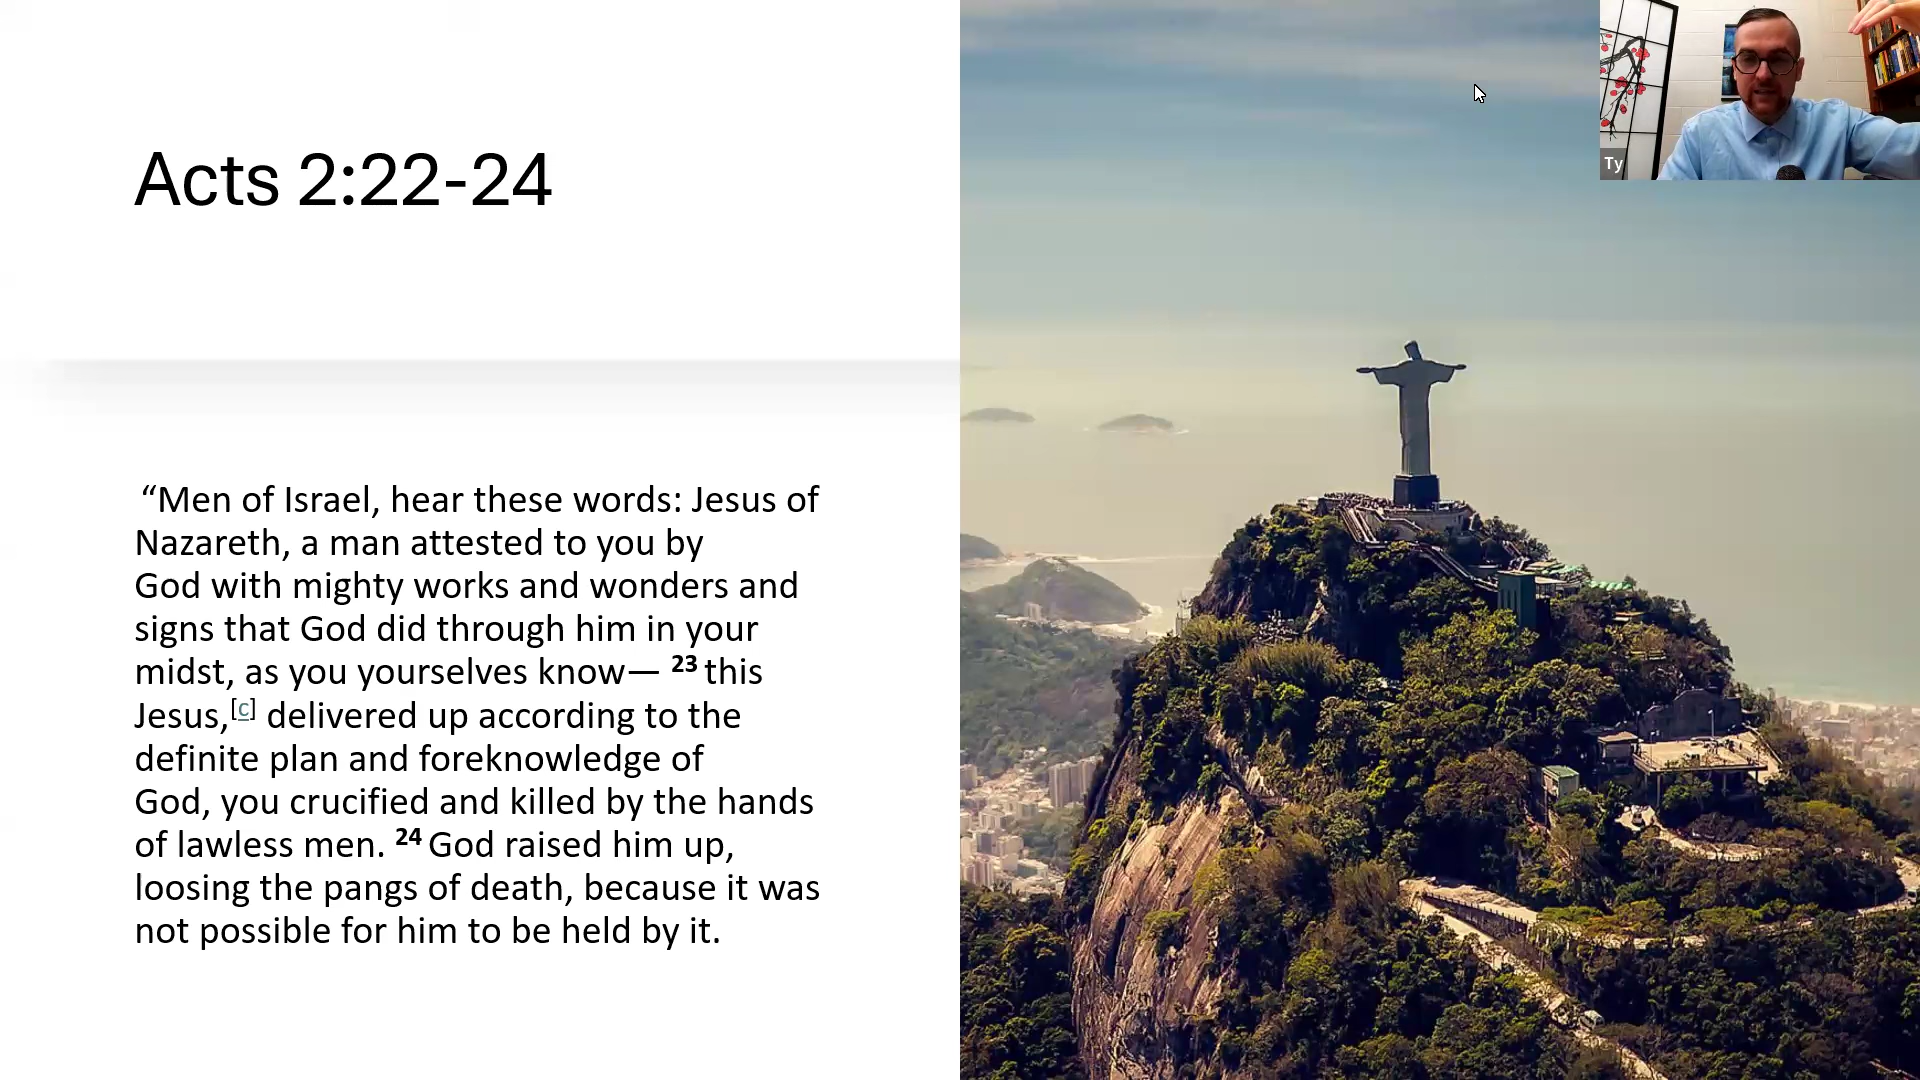 Acts 2:22-24
“Men of Israel, hear these words: Jesus of
Nazareth, a man attested to you by
God with mighty works and wonders and
signs that God did through him in your
midst, as you yourselves know— 23 this
Jesus,[c] delivered up according to the
definite plan and foreknowledge of
God, you crucified and killed by the hands
of lawless men. 24 God raised him up,
loosing the pangs of death, because it was
not possible for him to be held by it.
Ty